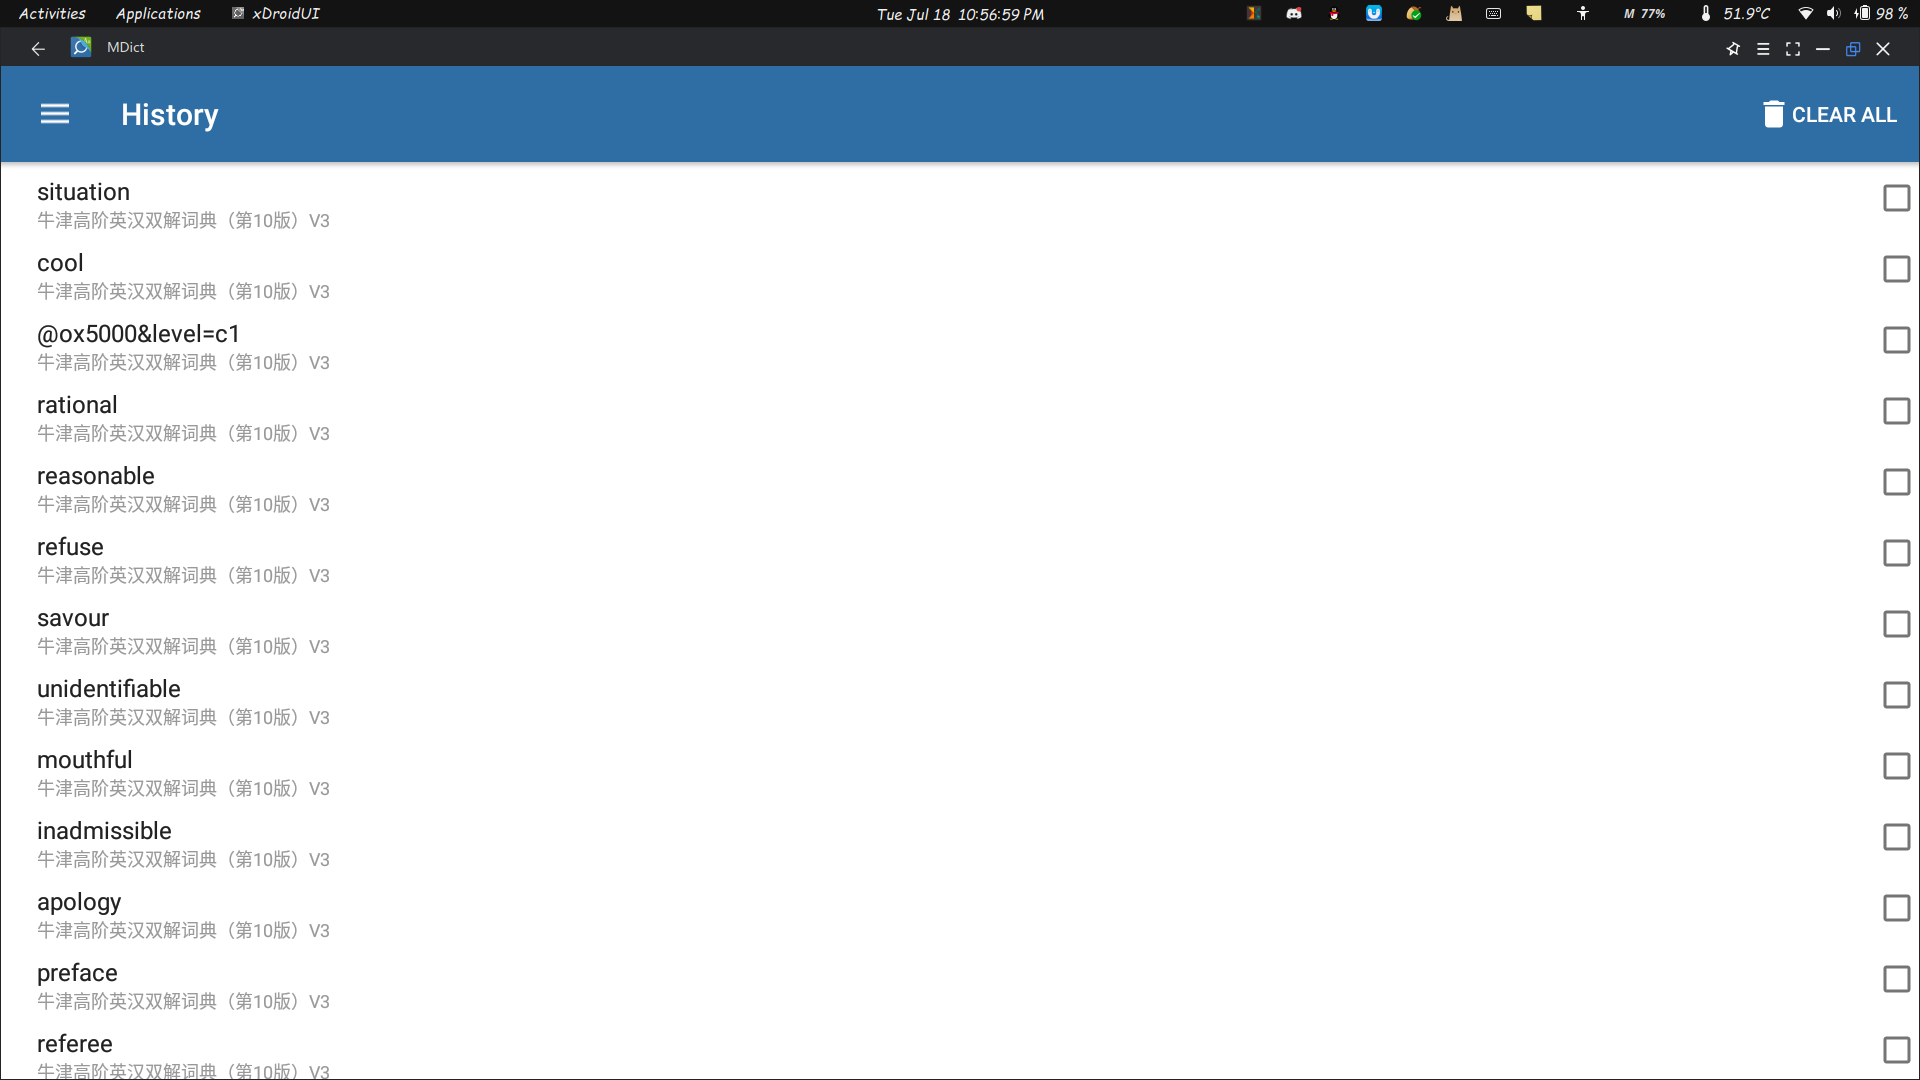 Activities Applications xDroidUI Tue Jul 18 10:56:59 PM M 77% 51.9°C 98 %
MDict
History CLEAR ALL
situation
牛津高阶英汉双解词典（第10版）V3
cool
牛津高阶英汉双解词典（第10版）V3
@ox5000&level=c1
牛津高阶英汉双解词典（第10版）V3
rational
牛津高阶英汉双解词典（第10版）V3
reasonable
牛津高阶英汉双解词典（第10版）V3
refuse
牛津高阶英汉双解词典（第10版）V3
savour
牛津高阶英汉双解词典（第10版）V3
unidentifiable
牛津高阶英汉双解词典（第10版）V3
mouthful
牛津高阶英汉双解词典（第10版）V3
inadmissible
牛津高阶英汉双解词典（第10版）V3
apology
牛津高阶英汉双解词典（第10版）V3
preface
牛津高阶英汉双解词典（第10版）V3
referee
牛津高阶英汉双解词典（第10版）V3